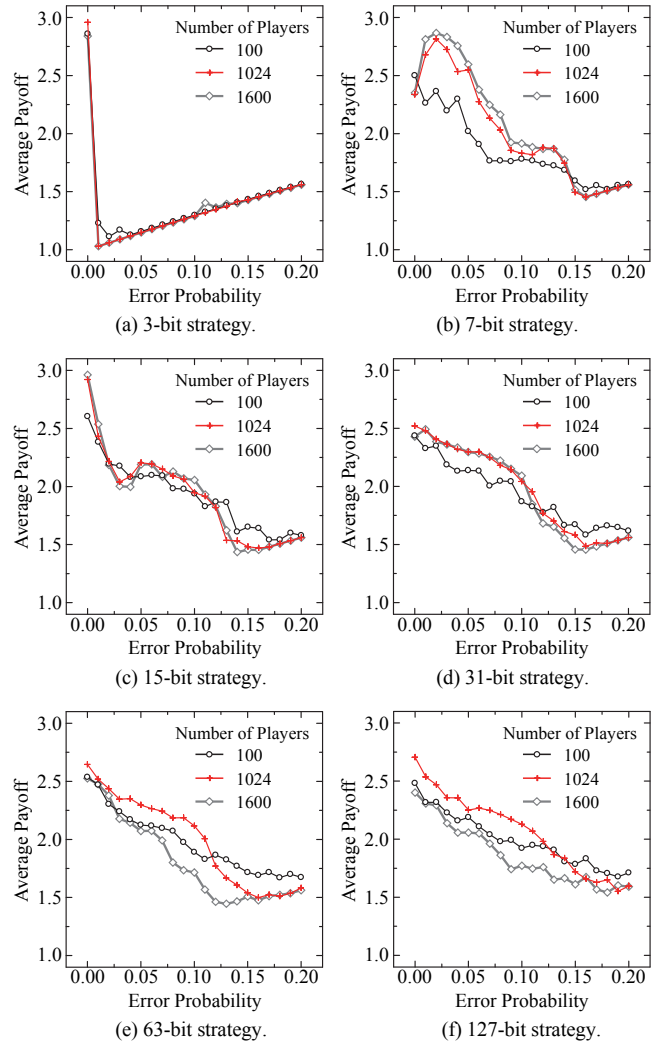 Number of Players
100
1024
1600
3.0
2.5
2.0
1.5
1.0
Average Payoff
0.00 0.05 0.10 0.15 0.20
Error Probability
(a) 3-bit strategy.
Number of Players
100
1024
1600
3.0
2.5
2.0
1.5
1.0
Average Payoff
0.00 0.05 0.10 0.15 0.20
Error Probability
(b) 7-bit strategy.
Number of Players
100
1024
1600
3.0
2.5
2.0
1.5
1.0
Average Payoff
0.00 0.05 0.10 0.15 0.20
Error Probability
(c) 15-bit strategy.
Number of Players
100
1024
1600
3.0
2.5
2.0
1.5
1.0
Average Payoff
0.00 0.05 0.10 0.15 0.20
Error Probability
(d) 31-bit strategy.
Number of Players
100
1024
1600
3.0
2.5
2.0
1.5
1.0
Average Payoff
0.00 0.05 0.10 0.15 0.20
Error Probability
(e) 63-bit strategy.
Number of Players
100
1024
1600
3.0
2.5
2.0
1.5
1.0
Average Payoff
0.00 0.05 0.10 0.15 0.20
Error Probability
(f) 127-bit strategy.